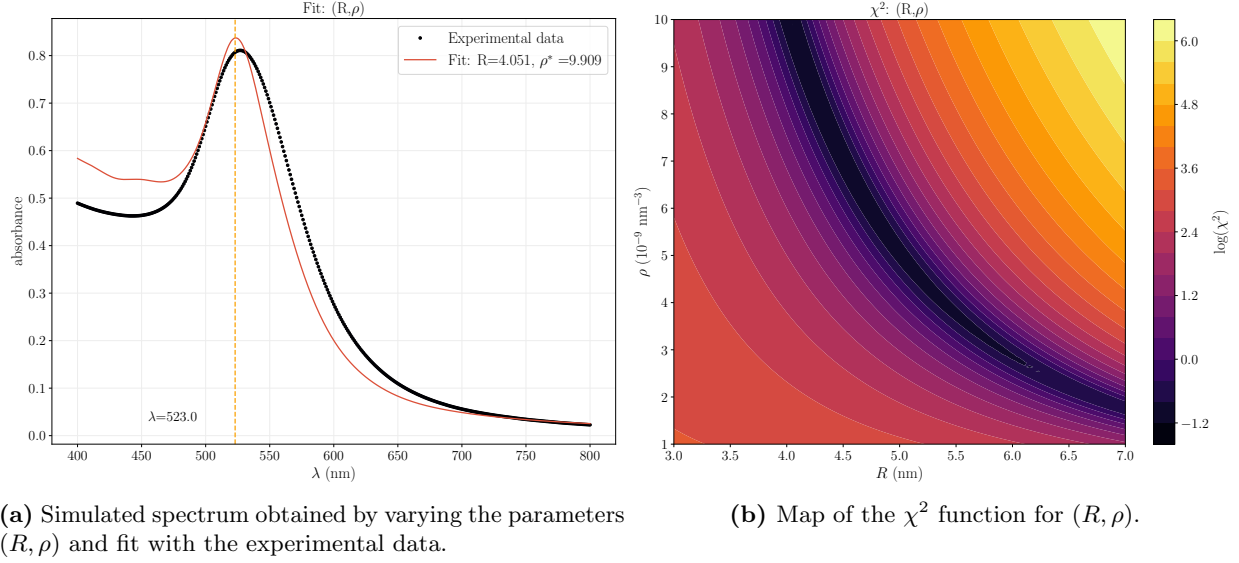 Fit: (R,ρ)
0.8
0.7
0.6
0.5
0.4
0.3
0.2
0.1
0.0
absorbance
Experimental data
Fit: R=4.051, ρ* =9.909
λ=523.0
400 450 500 550 600 650 700 750 800
λ (nm)
χ²: (R,ρ)
10
9
8
7
6
5
4
3
2
1
ρ (10⁻⁹ nm⁻³)
3.0 3.5 4.0 4.5 5.0 5.5 6.0 6.5 7.0
R (nm)
6.0
4.8
3.6
2.4
1.2
0.0
−1.2
log(χ²)
(a) Simulated spectrum obtained by varying the parameters
(R, ρ) and fit with the experimental data.
(b) Map of the χ² function for (R, ρ).